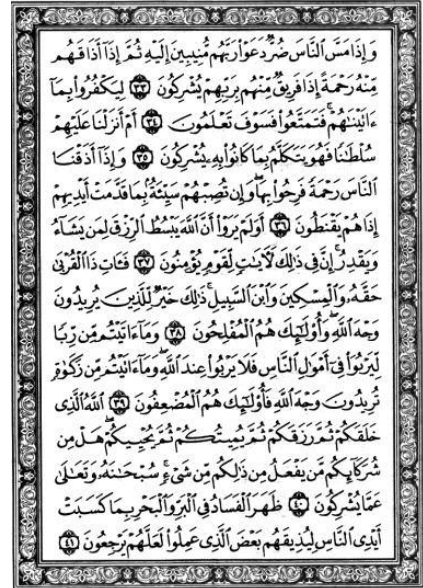 وَإِذَا مَسَّ ٱلنَّاسَ ضُرٌّ دَعَوْا۟ رَبَّهُم مُّنِيبِينَ إِلَيْهِ ثُمَّ إِذَآ أَذَاقَهُم
مِّنْهُ رَحْمَةً إِذَا فَرِيقٌ مِّنْهُم بِرَبِّهِمْ يُشْرِكُونَ ٣٣ لِيَكْفُرُوا۟ بِمَآ
ءَاتَيْنَٰهُمْ ۚ فَتَمَتَّعُوا۟ فَسَوْفَ تَعْلَمُونَ ٣٤ أَمْ أَنزَلْنَا عَلَيْهِمْ
سُلْطَٰنًا فَهُوَ يَتَكَلَّمُ بِمَا كَانُوا۟ بِهِۦ يُشْرِكُونَ ٣٥ وَإِذَآ أَذَقْنَا
ٱلنَّاسَ رَحْمَةً فَرِحُوا۟ بِهَا ۖ وَإِن تُصِبْهُمْ سَيِّئَةٌۢ بِمَا قَدَّمَتْ أَيْدِيهِمْ
إِذَا هُمْ يَقْنَطُونَ ٣٦ أَوَلَمْ يَرَوْا۟ أَنَّ ٱللَّهَ يَبْسُطُ ٱلرِّزْقَ لِمَن يَشَآءُ
وَيَقْدِرُ ۚ إِنَّ فِى ذَٰلِكَ لَـَٔايَٰتٍ لِّقَوْمٍ يُؤْمِنُونَ ٣٧ فَـَٔاتِ ذَا ٱلْقُرْبَىٰ
حَقَّهُۥ وَٱلْمِسْكِينَ وَٱبْنَ ٱلسَّبِيلِ ۚ ذَٰلِكَ خَيْرٌ لِّلَّذِينَ يُرِيدُونَ
وَجْهَ ٱللَّهِ ۖ وَأُو۟لَٰٓئِكَ هُمُ ٱلْمُفْلِحُونَ ٣٨ وَمَآ ءَاتَيْتُم مِّن رِّبًا
لِّيَرْبُوَا۟ فِىٓ أَمْوَٰلِ ٱلنَّاسِ فَلَا يَرْبُوا۟ عِندَ ٱللَّهِ ۖ وَمَآ ءَاتَيْتُم مِّن زَكَوٰةٍ
تُرِيدُونَ وَجْهَ ٱللَّهِ فَأُو۟لَٰٓئِكَ هُمُ ٱلْمُضْعِفُونَ ٣٩ ٱللَّهُ ٱلَّذِى
خَلَقَكُمْ ثُمَّ رَزَقَكُمْ ثُمَّ يُمِيتُكُمْ ثُمَّ يُحْيِيكُمْ ۖ هَلْ مِن
شُرَكَآئِكُم مَّن يَفْعَلُ مِن ذَٰلِكُم مِّن شَىْءٍ ۚ سُبْحَٰنَهُۥ وَتَعَٰلَىٰ
عَمَّا يُشْرِكُونَ ٤٠ ظَهَرَ ٱلْفَسَادُ فِى ٱلْبَرِّ وَٱلْبَحْرِ بِمَا كَسَبَتْ
أَيْدِى ٱلنَّاسِ لِيُذِيقَهُم بَعْضَ ٱلَّذِى عَمِلُوا۟ لَعَلَّهُمْ يَرْجِعُونَ ٤١